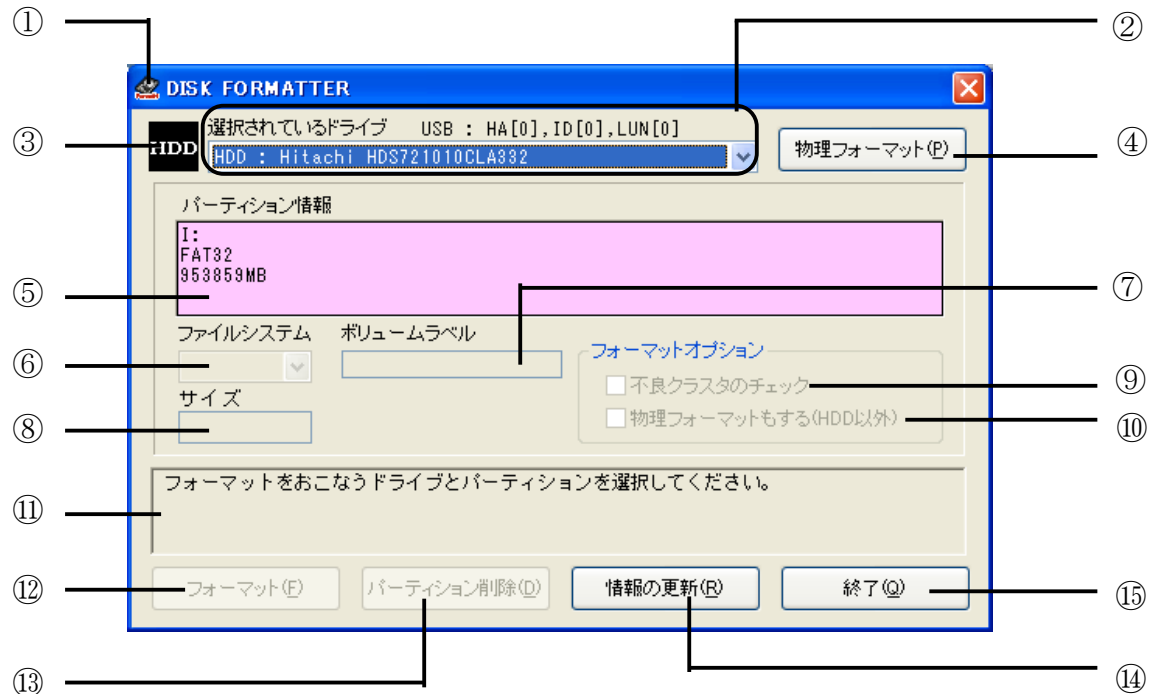 ①
②
DISK FORMATTER
③
HDD
選択されているドライブ USB : HA[0],ID[0],LUN[0]
HDD : Hitachi HDS721010CLA332
物理フォーマット(P)
④
パーティション情報
I:
FAT32
953859MB
⑤
⑦
ファイルシステム
ボリュームラベル
フォーマットオプション
⑥
不良クラスタのチェック
⑨
サイズ
⑧
物理フォーマットもする(HDD以外)
⑩
フォーマットをおこなうドライブとパーティションを選択してください。
⑪
⑫
フォーマット(F)
パーティション削除(D)
情報の更新(R)
終了(Q)
⑮
⑬
⑭